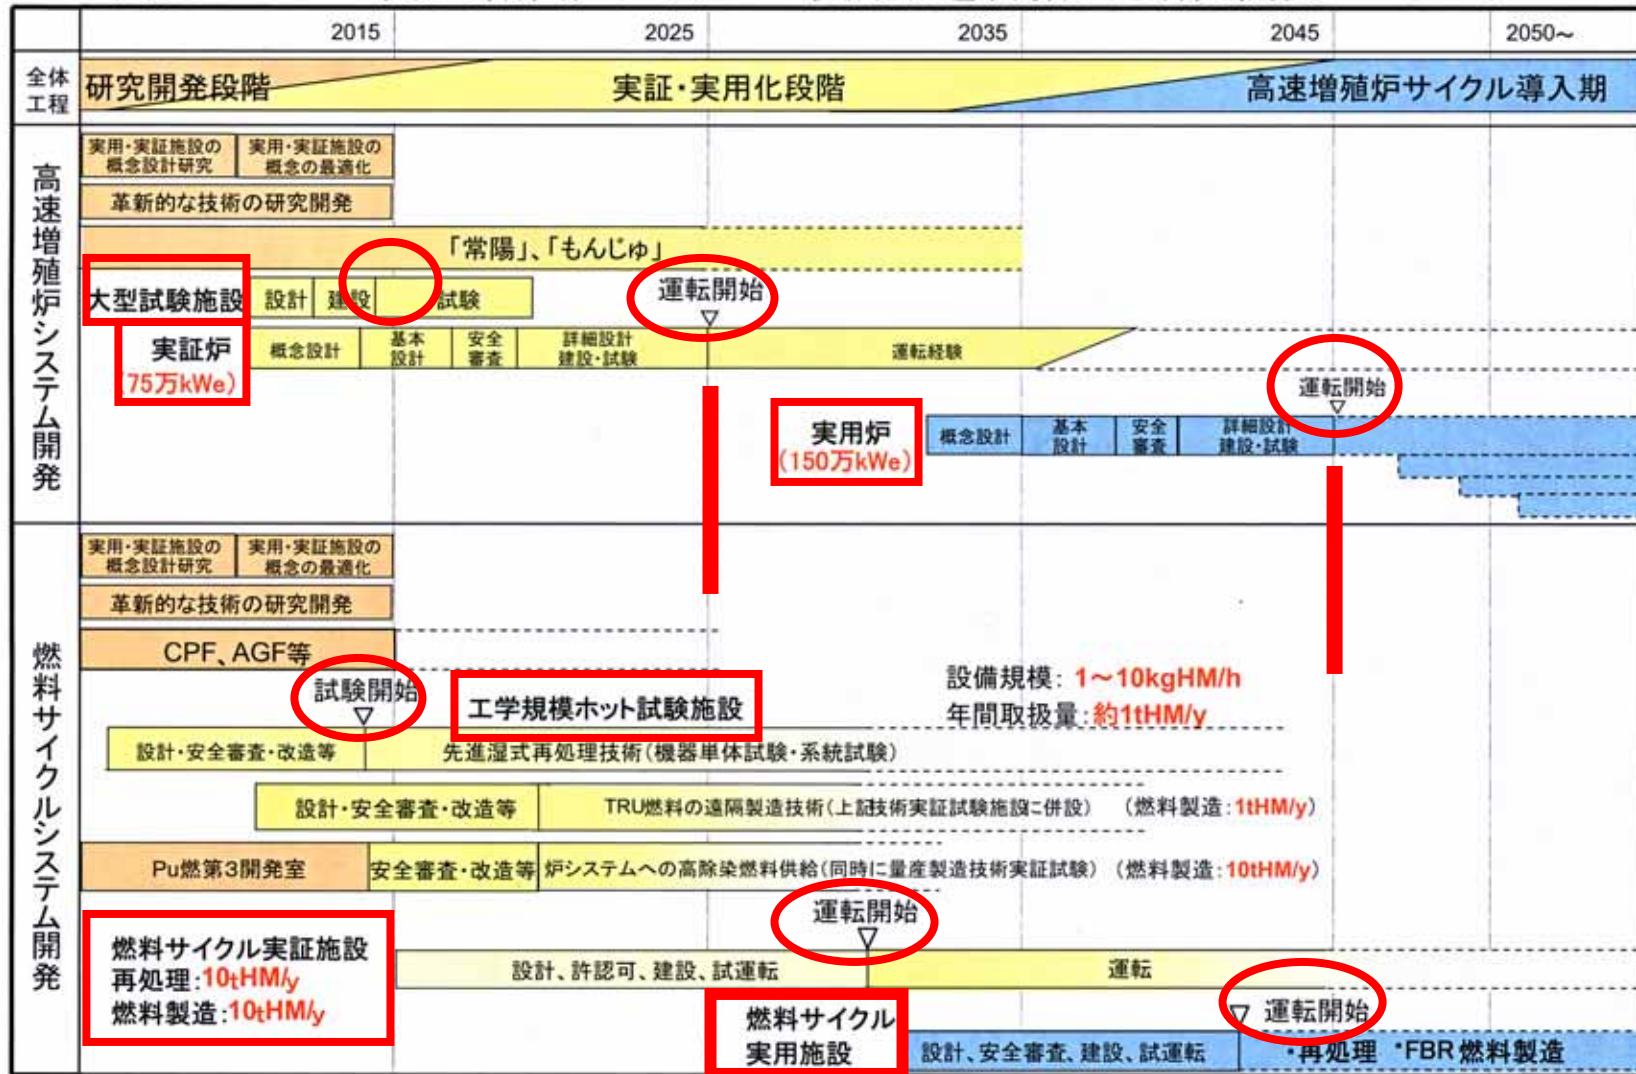 2015
2025
2035
2045
2050~
全体
工程
研究開発段階
実証・実用化段階
高速増殖炉サイクル導入期
高速増殖炉システム開発
実用・実証施設の
概念設計研究
実用・実証施設の
概念の最適化
革新的な技術の研究開発
「常陽」、「もんじゅ」
大型試験施設
設計
建設
試験
運転開始
実証炉
(75万kWe)
概念設計
基本
設計
安全
審査
詳細設計
建設・試験
運転経験
運転開始
実用炉
(150万kWe)
概念設計
基本
設計
安全
審査
詳細設計
建設・試験
燃料サイクルシステム開発
実用・実証施設の
概念設計研究
実用・実証施設の
概念の最適化
革新的な技術の研究開発
CPF、AGF等
試験開始
工学規模ホット試験施設
設備規模: 1~10kgHM/h
年間取扱量:約1tHM/y
設計・安全審査・改造等
先進湿式再処理技術(機器単体試験・系統試験)
設計・安全審査・改造等
TRU燃料の遠隔製造技術(上記技術実証試験施設に併設) (燃料製造:1tHM/y)
Pu燃第3開発室
安全審査・改造等
炉システムへの高除染燃料供給(同時に量産製造技術実証試験) (燃料製造:10tHM/y)
運転開始
燃料サイクル実証施設
再処理:10tHM/y
燃料製造:10tHM/y
設計、許認可、建設、試運転
運転
運転開始
燃料サイクル
実用施設
設計、安全審査、建設、試運転
・再処理 ・FBR燃料製造